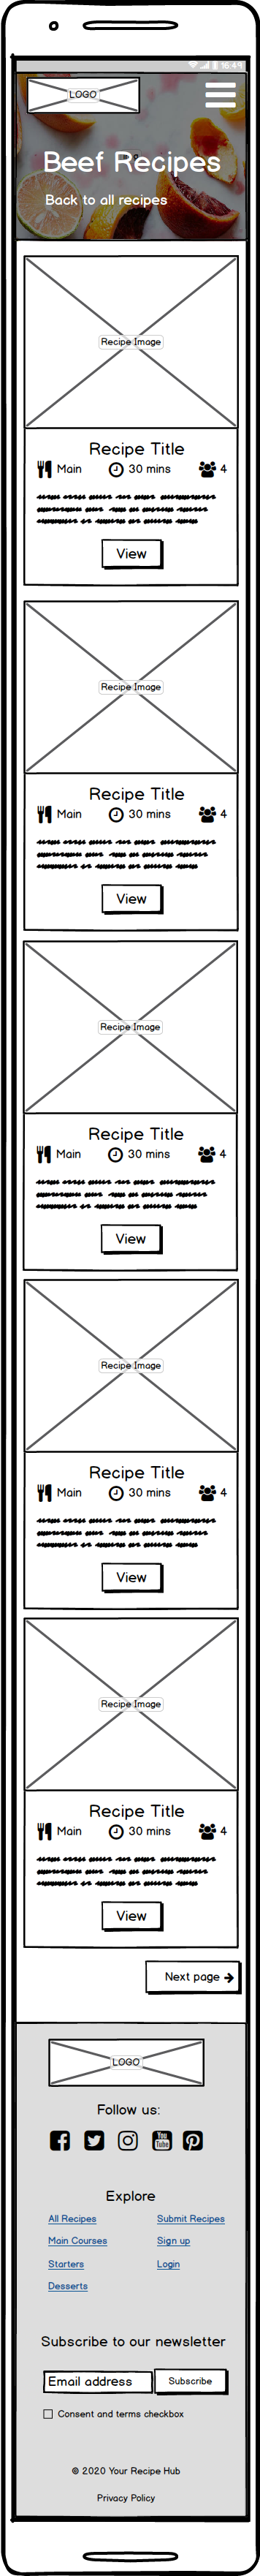 16:49
LOGO
Beef Recipes
Back to all recipes
Recipe Image
Recipe Title
Main 30 mins 4
View
Recipe Image
Recipe Title
Main 30 mins 4
View
Recipe Image
Recipe Title
Main 30 mins 4
View
Recipe Image
Recipe Title
Main 30 mins 4
View
Recipe Image
Recipe Title
Main 30 mins 4
View
Next page
LOGO
Follow us:
You Tube
Explore
All Recipes Submit Recipes
Main Courses Sign up
Starters Login
Desserts
Subscribe to our newsletter
Email address Subscribe
Consent and terms checkbox
© 2020 Your Recipe Hub
Privacy Policy